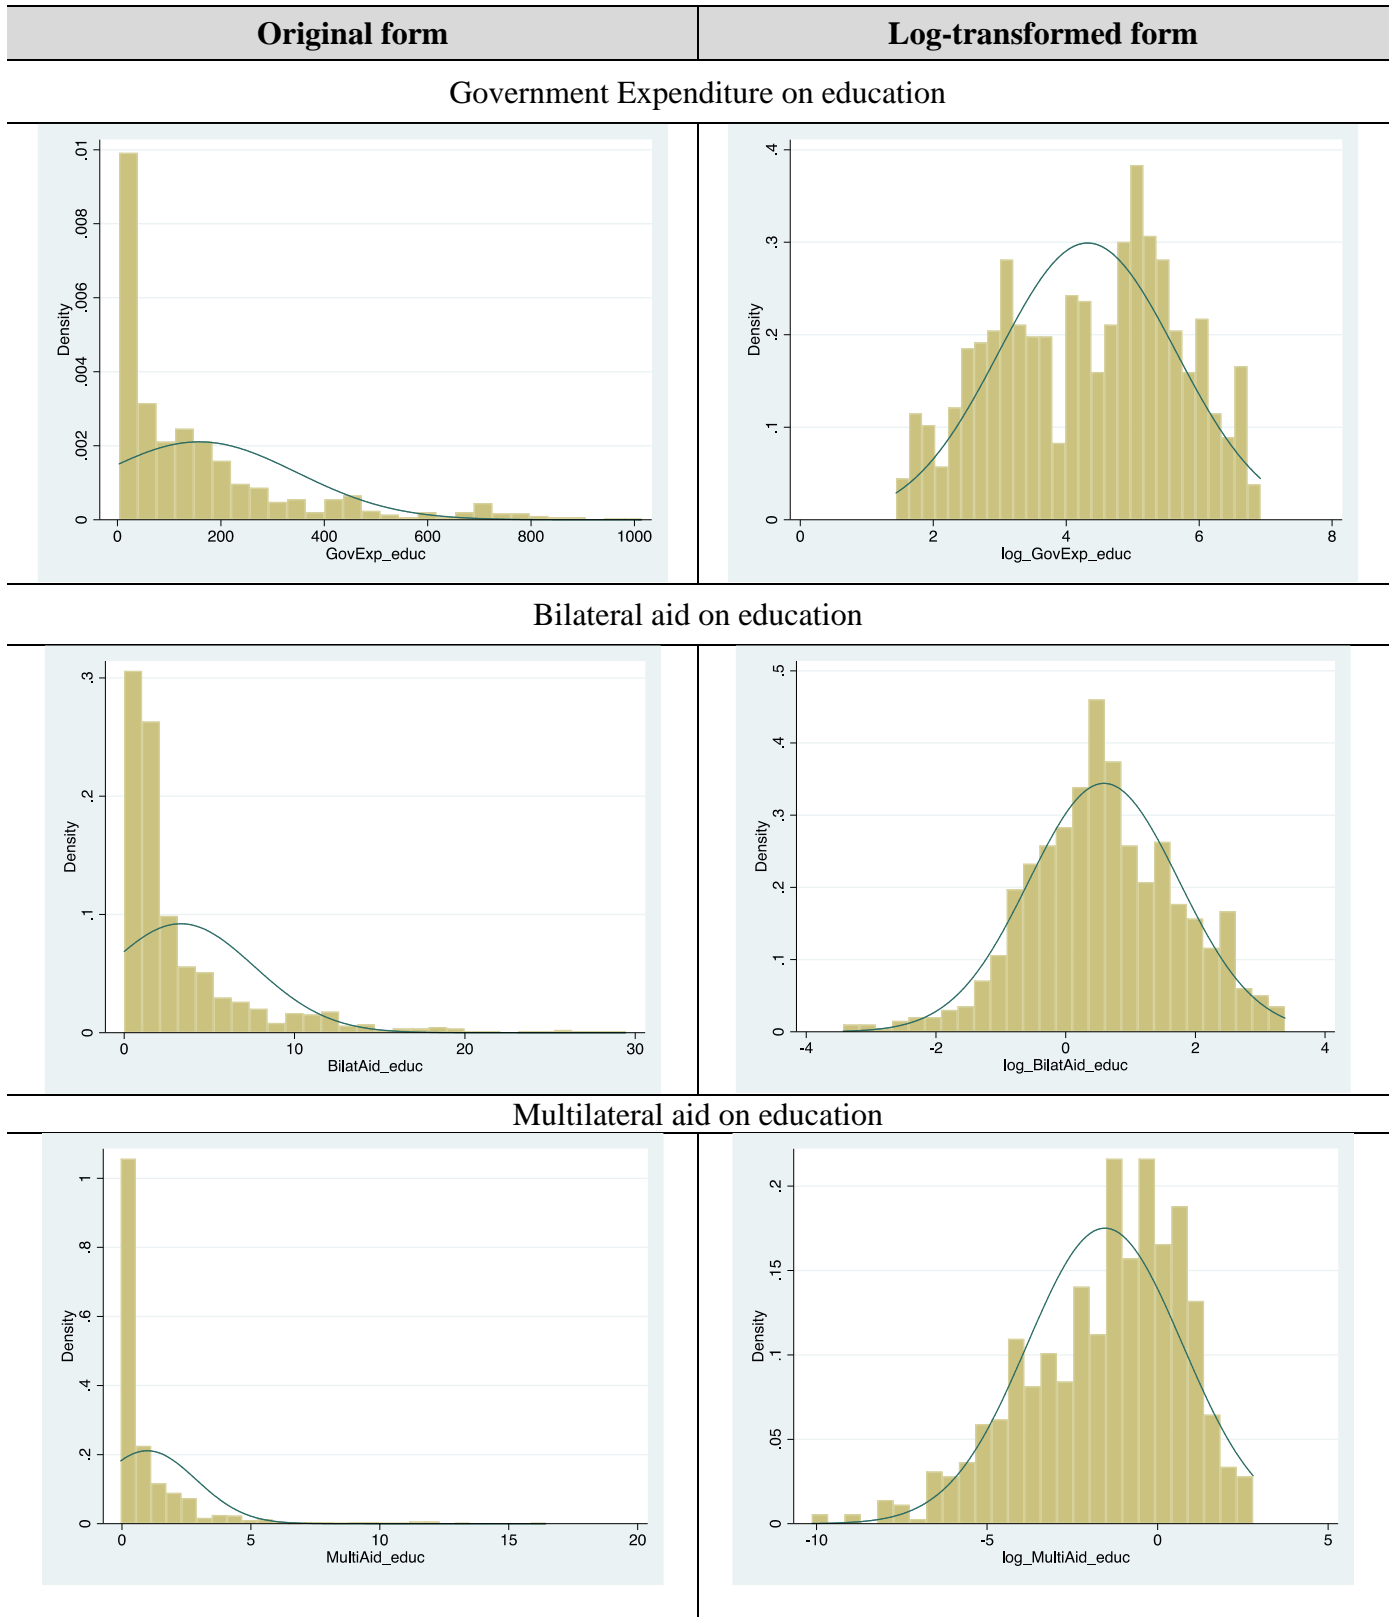 Original form
Log-transformed form
Government Expenditure on education
Density
0
.002
.004
.006
.008
.01
0 200 400 600 800 1000
GovExp_educ
Density
0
.1
.2
.3
.4
0 2 4 6 8
log_GovExp_educ
Bilateral aid on education
Density
0
.1
.2
.3
0 10 20 30
BilatAid_educ
Density
0
.1
.2
.3
.4
.5
-4 -2 0 2 4
log_BilatAid_educ
Multilateral aid on education
Density
0
.2
.4
.6
.8
1
0 5 10 15 20
MultiAid_educ
Density
0
.05
.1
.15
.2
-10 -5 0 5
log_MultiAid_educ